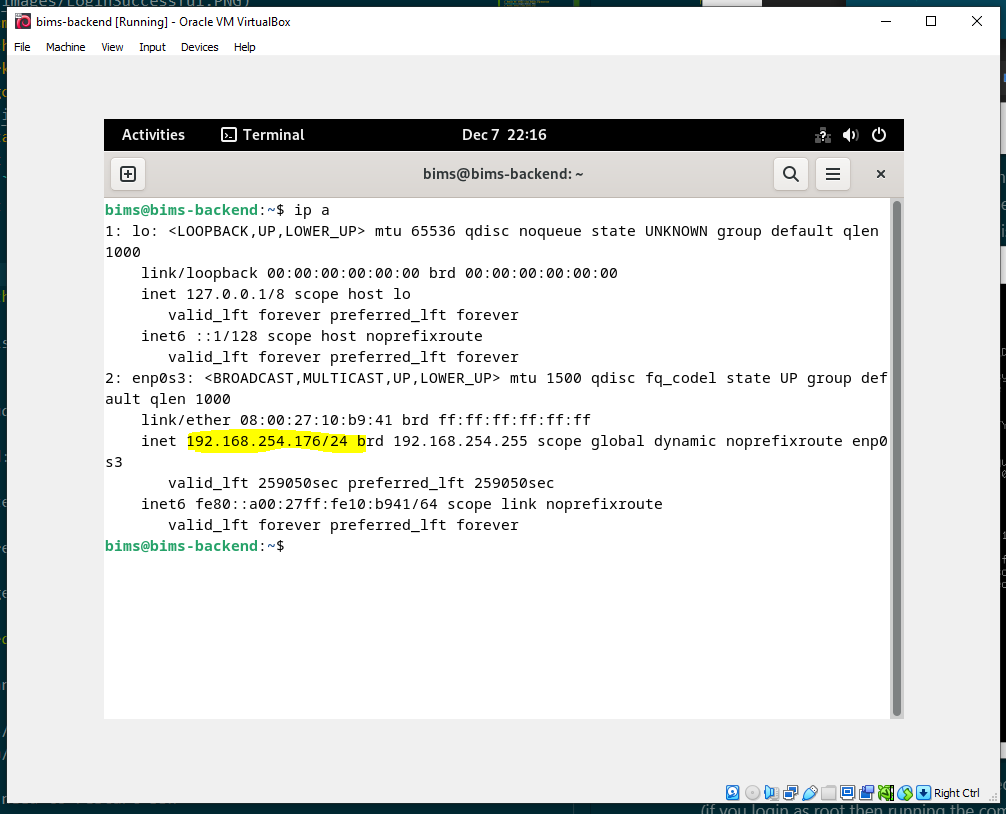 images/LoginSuccessful.PNG)
bims-backend [Running] - Oracle VM VirtualBox
File Machine View Input Devices Help
Activities Terminal Dec 7 22:16
bims@bims-backend: ~
bims@bims-backend:~$ ip a
1: lo: <LOOPBACK,UP,LOWER_UP> mtu 65536 qdisc noqueue state UNKNOWN group default qlen
1000
link/loopback 00:00:00:00:00:00 brd 00:00:00:00:00:00
inet 127.0.0.1/8 scope host lo
valid_lft forever preferred_lft forever
inet6 ::1/128 scope host noprefixroute
valid_lft forever preferred_lft forever
2: enp0s3: <BROADCAST,MULTICAST,UP,LOWER_UP> mtu 1500 qdisc fq_codel state UP group def
ault qlen 1000
link/ether 08:00:27:10:b9:41 brd ff:ff:ff:ff:ff:ff
inet 192.168.254.176/24 brd 192.168.254.255 scope global dynamic noprefixroute enp0
s3
valid_lft 259050sec preferred_lft 259050sec
inet6 fe80::a00:27ff:fe10:b941/64 scope link noprefixroute
valid_lft forever preferred_lft forever
bims@bims-backend:~$
Right Ctrl
(if you login as root then running the com